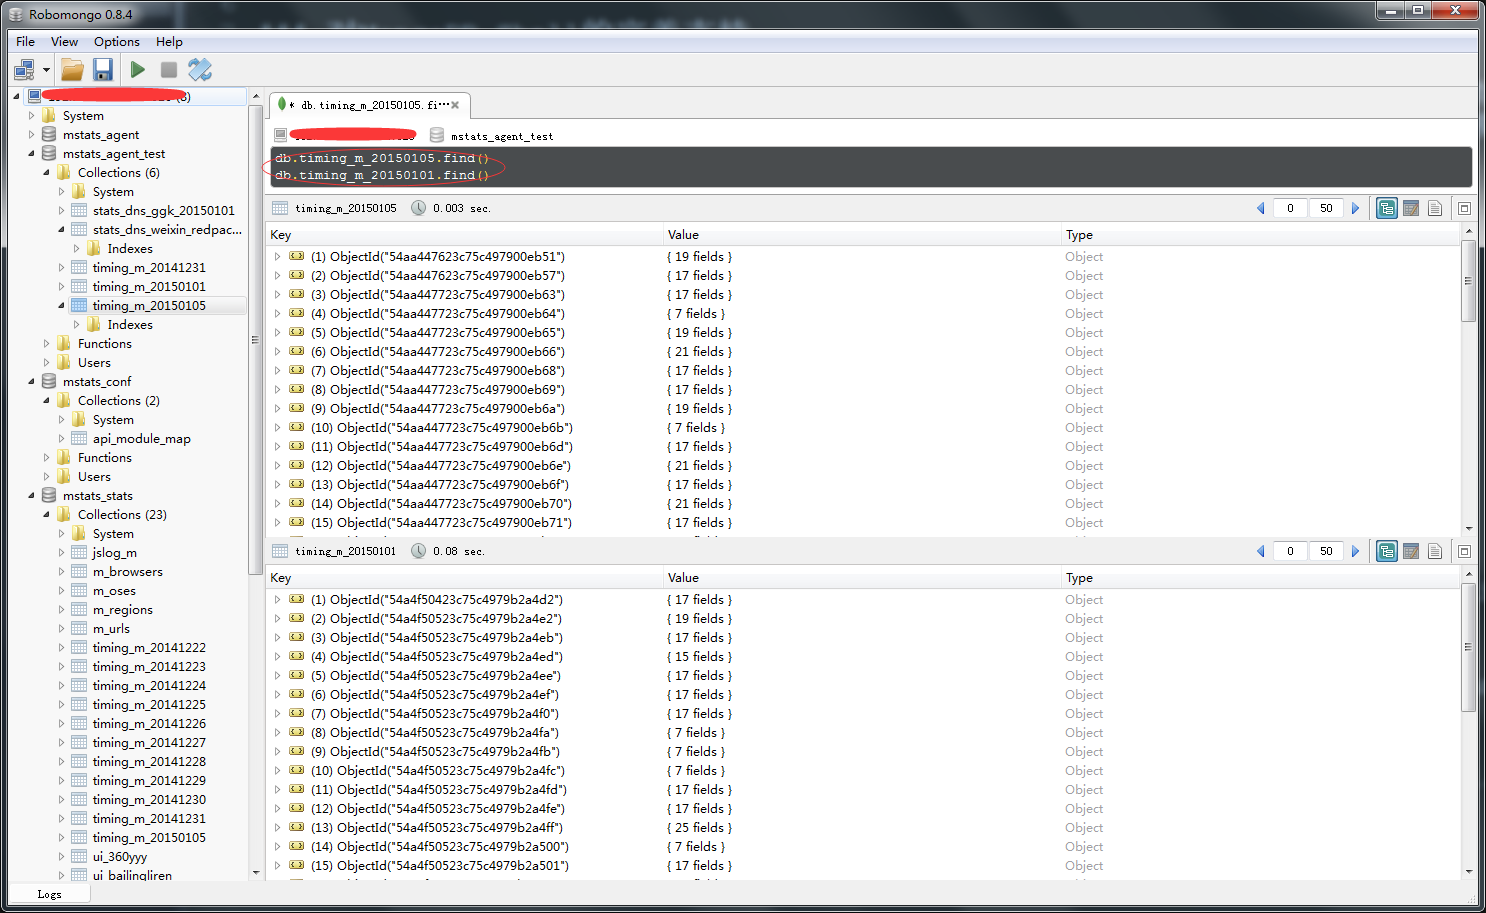 Robomongo 0.8.4
File View Options Help
System
mstats_agent
mstats_agent_test
Collections (6)
System
stats_dns_ggk_20150101
stats_dns_weixin_redpac...
Indexes
timing_m_20141231
timing_m_20150101
timing_m_20150105
Indexes
Functions
Users
mstats_conf
Collections (2)
System
api_module_map
Functions
Users
mstats_stats
Collections (23)
System
jslog_m
m_browsers
m_oses
m_regions
m_urls
timing_m_20141222
timing_m_20141223
timing_m_20141224
timing_m_20141225
timing_m_20141226
timing_m_20141227
timing_m_20141228
timing_m_20141229
timing_m_20141230
timing_m_20141231
timing_m_20150105
ui_360yyy
ui_bailingliren
Logs
* db.timing_m_20150105.fi...
mstats_agent_test
db.timing_m_20150105.find()
db.timing_m_20150101.find()
timing_m_20150105 0.003 sec. 0 50
Key Value Type
(1) ObjectId("54aa447623c75c497900eb51") { 19 fields } Object
(2) ObjectId("54aa447623c75c497900eb57") { 17 fields } Object
(3) ObjectId("54aa447723c75c497900eb63") { 17 fields } Object
(4) ObjectId("54aa447723c75c497900eb64") { 7 fields } Object
(5) ObjectId("54aa447723c75c497900eb65") { 19 fields } Object
(6) ObjectId("54aa447723c75c497900eb66") { 21 fields } Object
(7) ObjectId("54aa447723c75c497900eb68") { 17 fields } Object
(8) ObjectId("54aa447723c75c497900eb69") { 17 fields } Object
(9) ObjectId("54aa447723c75c497900eb6a") { 19 fields } Object
(10) ObjectId("54aa447723c75c497900eb6b") { 7 fields } Object
(11) ObjectId("54aa447723c75c497900eb6d") { 17 fields } Object
(12) ObjectId("54aa447723c75c497900eb6e") { 21 fields } Object
(13) ObjectId("54aa447723c75c497900eb6f") { 17 fields } Object
(14) ObjectId("54aa447723c75c497900eb70") { 21 fields } Object
(15) ObjectId("54aa447723c75c497900eb71") { 17 fields } Object
timing_m_20150101 0.08 sec. 0 50
Key Value Type
(1) ObjectId("54a4f50423c75c4979b2a4d2") { 17 fields } Object
(2) ObjectId("54a4f50523c75c4979b2a4e2") { 19 fields } Object
(3) ObjectId("54a4f50523c75c4979b2a4eb") { 17 fields } Object
(4) ObjectId("54a4f50523c75c4979b2a4ed") { 15 fields } Object
(5) ObjectId("54a4f50523c75c4979b2a4ee") { 17 fields } Object
(6) ObjectId("54a4f50523c75c4979b2a4ef") { 17 fields } Object
(7) ObjectId("54a4f50523c75c4979b2a4f0") { 17 fields } Object
(8) ObjectId("54a4f50523c75c4979b2a4fa") { 7 fields } Object
(9) ObjectId("54a4f50523c75c4979b2a4fb") { 7 fields } Object
(10) ObjectId("54a4f50523c75c4979b2a4fc") { 7 fields } Object
(11) ObjectId("54a4f50523c75c4979b2a4fd") { 17 fields } Object
(12) ObjectId("54a4f50523c75c4979b2a4fe") { 17 fields } Object
(13) ObjectId("54a4f50523c75c4979b2a4ff") { 25 fields } Object
(14) ObjectId("54a4f50523c75c4979b2a500") { 7 fields } Object
(15) ObjectId("54a4f50523c75c4979b2a501") { 17 fields } Object